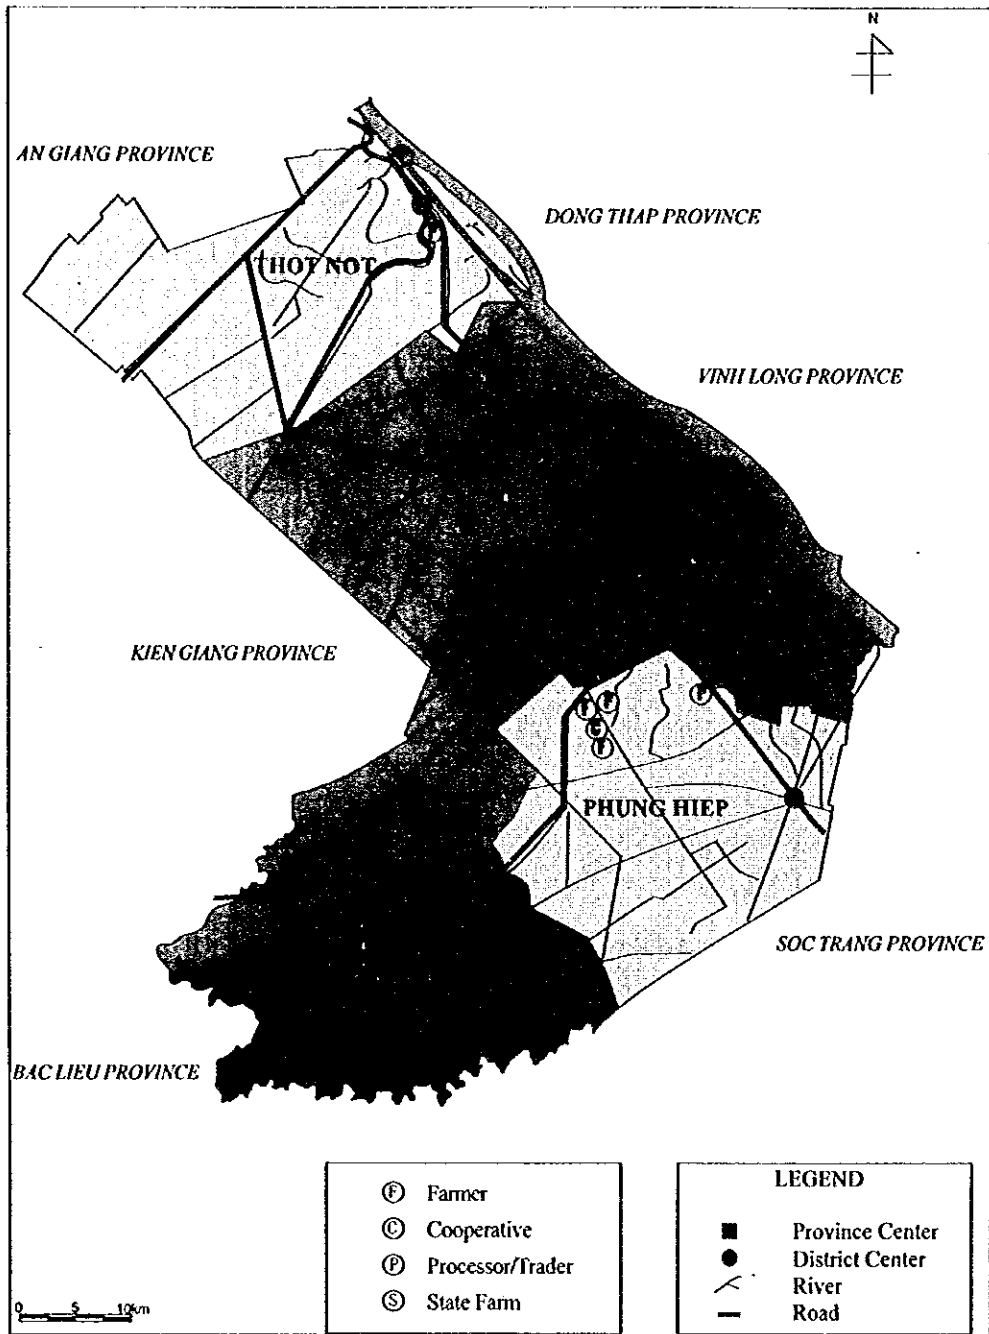 N
AN GIANG PROVINCE
DONG THAP PROVINCE
THOT NOT
VINH LONG PROVINCE
KIEN GIANG PROVINCE
F
F
F
C
F
PHUNG HIEP
SOC TRANG PROVINCE
BAC LIEU PROVINCE
F Farmer
C Cooperative
P Processor/Trader
S State Farm
LEGEND
Province Center
District Center
River
Road
0 5 10km